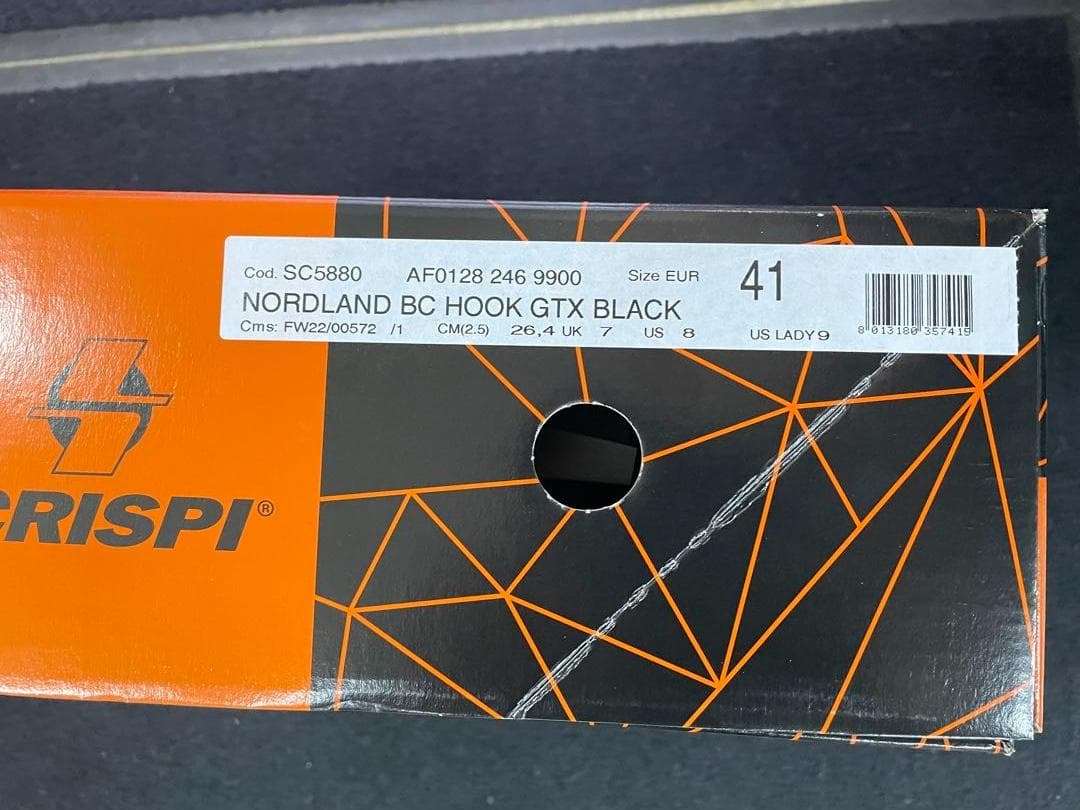 Cod. SC5880 AF0128 246 9900 Size EUR 41
NORDLAND BC HOOK GTX BLACK
Cms: FW22/00572 /1 CM(2.5) 26,4 UK 7 US 8 US LADY 9
8 013180 357415
CRISPI®